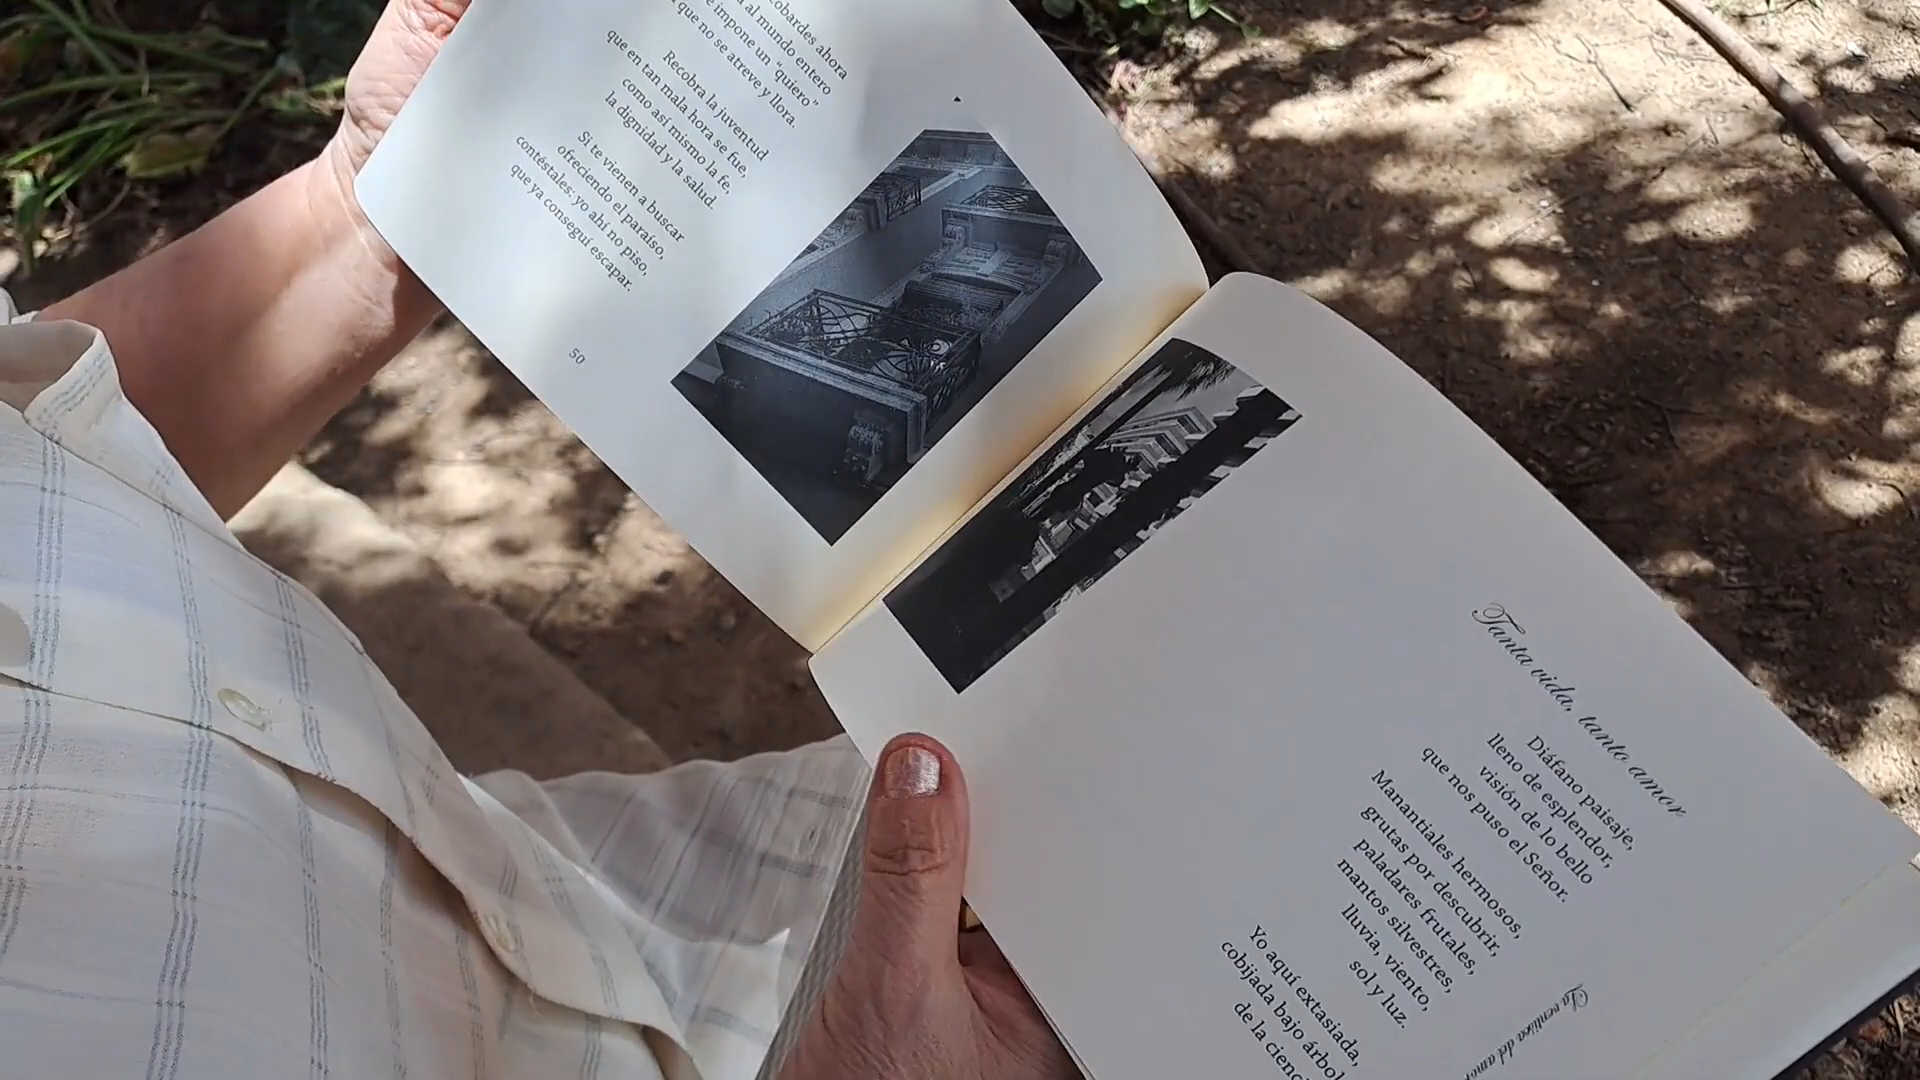 cobardes ahora
al mundo entero
impone un "quiero"
que no se atreve y llora.
Recobra la juventud
que en tan mala hora se fue,
como así mismo la fe,
la dignidad y la salud.
Si te vienen a buscar
ofreciendo el paraíso,
contéstales: yo ahí no piso,
que ya conseguí escapar.
50
Tanta vida, tanto amor
Diáfano paisaje,
lleno de esplendor,
visión de lo bello
que nos puso el Señor.
Manantiales hermosos,
grutas por descubrir,
paladares frutales,
mantos silvestres,
lluvia, viento,
sol y luz.
Yo aquí extasiada,
cobijada bajo
de la
del amor